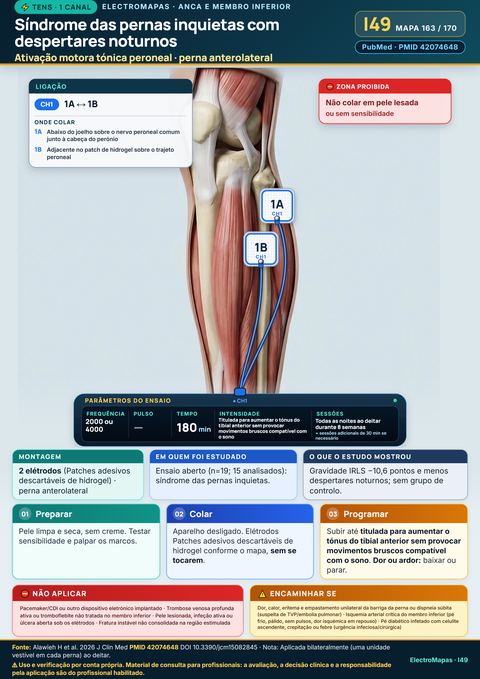 ⚡ TENS · 1 CANAL
ELECTROMAPAS · ANCA E MEMBRO INFERIOR
Síndrome das pernas inquietas com
despertares noturnos
Ativação motora tónica peroneal · perna anterolateral
I49 MAPA 163 / 170
PubMed · PMID 42074648
LIGAÇÃO
CH1 1A ↔ 1B
ONDE COLAR
1A Abaixo do joelho sobre o nervo peroneal comum
junto à cabeça do perónio
1B Adjacente no patch de hidrogel sobre o trajeto
peroneal
ZONA PROIBIDA
Não colar em pele lesada
ou sem sensibilidade
1A
CH1
1B
CH1
CH1
PARÂMETROS DO ENSAIO
FREQUÊNCIA
2000 ou
4000
PULSO
—
TEMPO
180 min
INTENSIDADE
Titulada para aumentar o tónus do
tibial anterior sem provocar
movimentos bruscos compatível com
o sono
SESSÕES
Todas as noites ao deitar
durante 8 semanas
+ sessões adicionais de 30 min se
necessário
MONTAGEM
2 elétrodos (Patches adesivos
descartáveis de hidrogel) ·
perna anterolateral
EM QUEM FOI ESTUDADO
Ensaio aberto (n=19; 15 analisados):
síndrome das pernas inquietas.
O QUE O ESTUDO MOSTROU
Gravidade IRLS −10,6 pontos e menos
despertares noturnos; sem grupo de
controlo.
01 Preparar
Pele limpa e seca, sem creme. Testar
sensibilidade e palpar os marcos.
02 Colar
Aparelho desligado. Elétrodos
Patches adesivos descartáveis de
hidrogel conforme o mapa, sem se
tocarem.
03 Programar
Subir até titulada para aumentar o
tónus do tibial anterior sem provocar
movimentos bruscos compatível
com o sono. Dor ou ardor: baixar ou
parar.
NÃO APLICAR
Pacemaker/CDI ou outro dispositivo eletrónico implantado · Trombose venosa profunda
ativa ou tromboflebite não tratada no membro inferior · Pele lesionada, infeção ativa ou
úlcera aberta sob os elétrodos · Fratura instável não consolidada na região estimulada
ENCAMINHAR SE
Dor, calor, eritema e empastamento unilateral da barriga da perna ou dispneia súbita
(suspeita de TVP/embolia pulmonar) · Isquemia arterial crítica do membro inferior (pé
frio, pálido, sem pulsos, dor isquémica em repouso) · Pé diabético infetado com celulite
ascendente, crepitação ou febre (urgência infeciosa/cirúrgica)
Fonte: Alawieh H et al. 2026 J Clin Med PMID 42074648 DOI 10.3390/jcm15082845 · Nota: Aplicada bilateralmente (uma unidade
vestível em cada perna) ao deitar.
⚠ Uso e verificação por conta própria. Material de consulta para profissionais: a avaliação, a decisão clínica e a responsabilidade
pela aplicação são do profissional habilitado.
ElectroMapas · I49